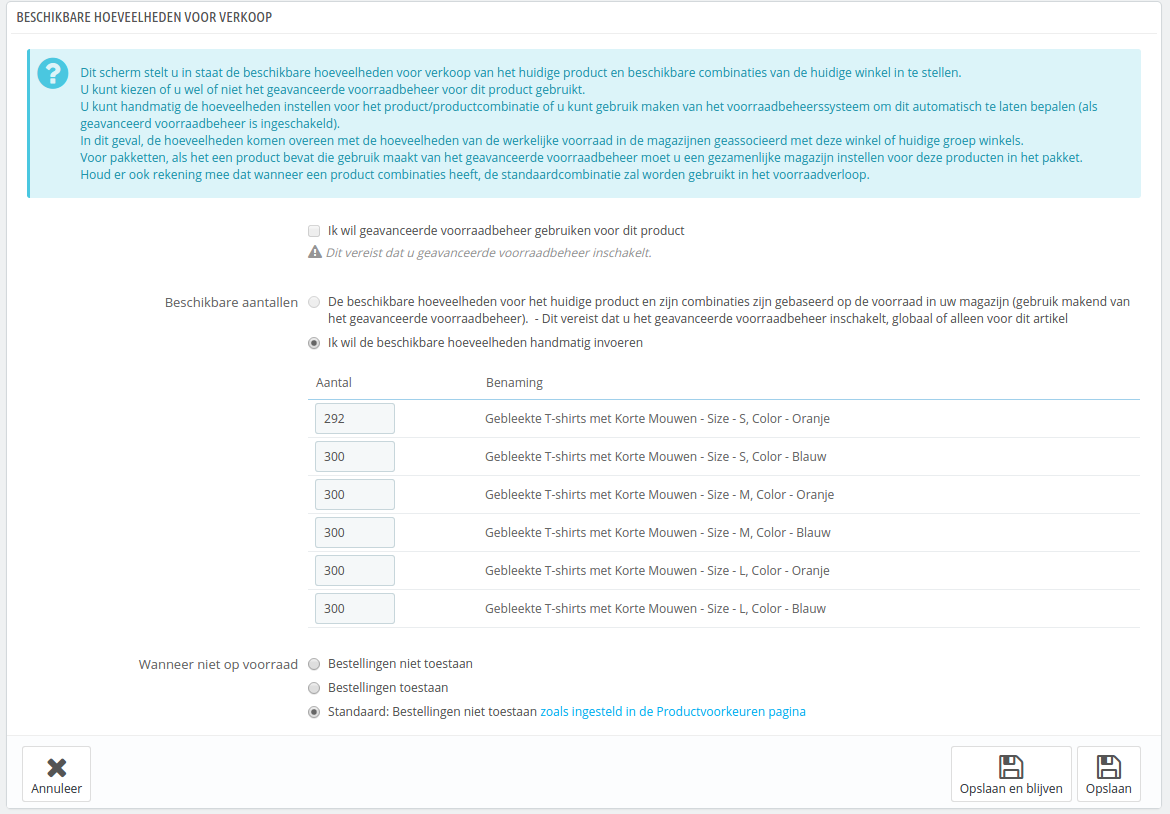 BESCHIKBARE HOEVEELHEDEN VOOR VERKOOP
?
Dit scherm stelt u in staat de beschikbare hoeveelheden voor verkoop van het huidige product en beschikbare combinaties van de huidige winkel in te stellen.
U kunt kiezen of u wel of niet het geavanceerde voorraadbeheer voor dit product gebruikt.
U kunt handmatig de hoeveelheden instellen voor het product/productcombinatie of u kunt gebruik maken van het voorraadbeheerssysteem om dit automatisch te laten bepalen (als
geavanceerd voorraadbeheer is ingeschakeld).
In dit geval, de hoeveelheden komen overeen met de hoeveelheden van de werkelijke voorraad in de magazijnen geassocieerd met deze winkel of huidige groep winkels.
Voor pakketten, als het een product bevat die gebruik maakt van het geavanceerde voorraadbeheer moet u een gezamenlijke magazijn instellen voor deze producten in het pakket.
Houd er ook rekening mee dat wanneer een product combinaties heeft, de standaardcombinatie zal worden gebruikt in het voorraadverloop.
Ik wil geavanceerde voorraadbeheer gebruiken voor dit product
Dit vereist dat u geavanceerde voorraadbeheer inschakelt.
Beschikbare aantallen
De beschikbare hoeveelheden voor het huidige product en zijn combinaties zijn gebaseerd op de voorraad in uw magazijn (gebruik makend van
het geavanceerde voorraadbeheer).  - Dit vereist dat u het geavanceerde voorraadbeheer inschakelt, globaal of alleen voor dit artikel
Ik wil de beschikbare hoeveelheden handmatig invoeren
Aantal Benaming
292 Gebleekte T-shirts met Korte Mouwen - Size - S, Color - Oranje
300 Gebleekte T-shirts met Korte Mouwen - Size - S, Color - Blauw
300 Gebleekte T-shirts met Korte Mouwen - Size - M, Color - Oranje
300 Gebleekte T-shirts met Korte Mouwen - Size - M, Color - Blauw
300 Gebleekte T-shirts met Korte Mouwen - Size - L, Color - Oranje
300 Gebleekte T-shirts met Korte Mouwen - Size - L, Color - Blauw
Wanneer niet op voorraad
Bestellingen niet toestaan
Bestellingen toestaan
Standaard: Bestellingen niet toestaan zoals ingesteld in de Productvoorkeuren pagina
Annuleer
Opslaan en blijven
Opslaan